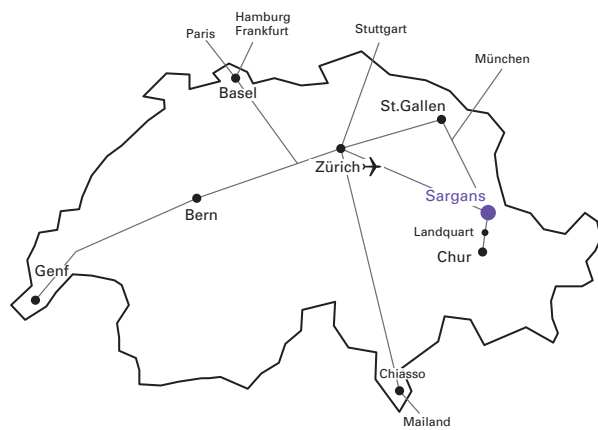 Hamburg
Frankfurt
Paris
Stuttgart
München
Basel
St.Gallen
Zürich
Sargans
Bern
Landquart
Chur
Genf
Chiasso
Mailand